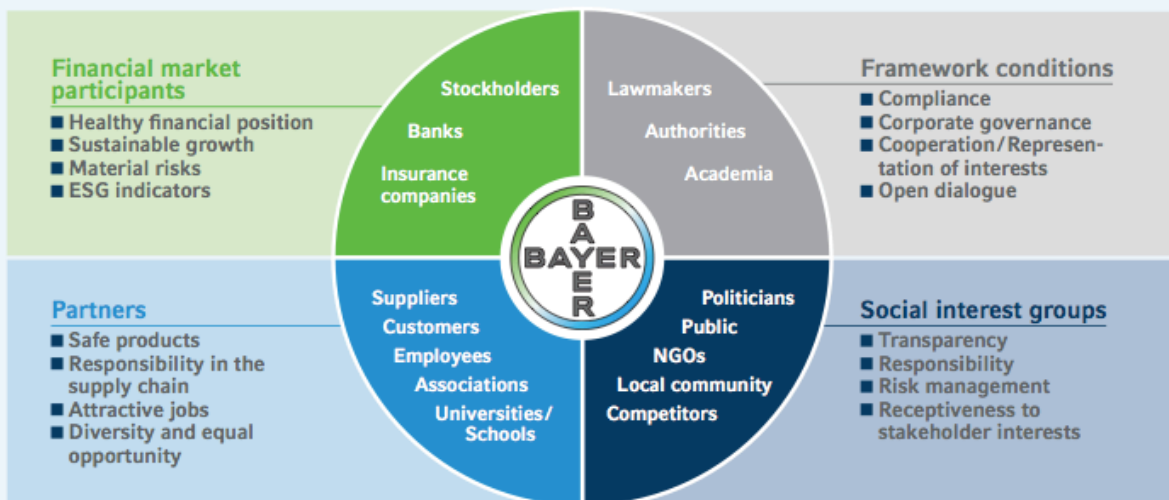 Financial market
participants
■ Healthy financial position
■ Sustainable growth
■ Material risks
■ ESG indicators
Stockholders
Banks
Insurance
companies
Lawmakers
Authorities
Academia
Framework conditions
■ Compliance
■ Corporate governance
■ Cooperation/Represen-
tation of interests
■ Open dialogue
BAYER
BAYER
Partners
■ Safe products
■ Responsibility in the
supply chain
■ Attractive jobs
■ Diversity and equal
opportunity
Suppliers
Customers
Employees
Associations
Universities/
Schools
Politicians
Public
NGOs
Local community
Competitors
Social interest groups
■ Transparency
■ Responsibility
■ Risk management
■ Receptiveness to
stakeholder interests